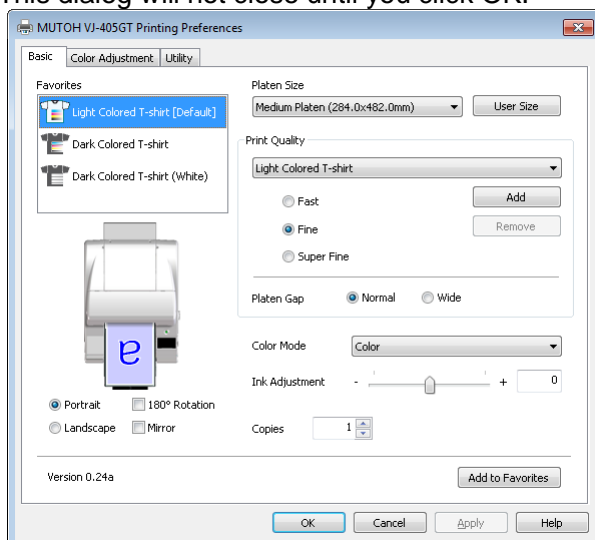 This dialog will not close until you click OK.
MUTOH VJ-405GT Printing Preferences
Basic
Color Adjustment
Utility
Favorites
Light Colored T-shirt [Default]
Dark Colored T-shirt
Dark Colored T-shirt (White)
a
Portrait
180° Rotation
Landscape
Mirror
Platen Size
Medium Platen (284.0x482.0mm)
User Size
Print Quality
Light Colored T-shirt
Fast
Add
Fine
Remove
Super Fine
Platen Gap
Normal
Wide
Color Mode
Color
Ink Adjustment
-
+
0
Copies
1
Version 0.24a
Add to Favorites
OK
Cancel
Apply
Help